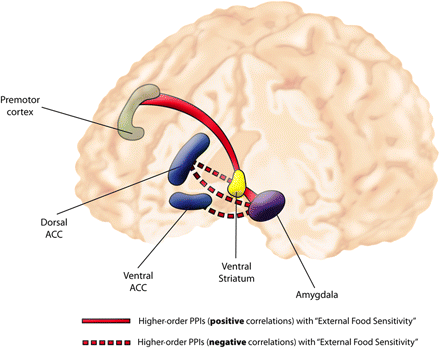 Premotor
cortex
Dorsal
ACC
Ventral
ACC
Ventral
Striatum
Amygdala
Higher-order PPIs (positive correlations) with “External Food Sensitivity”
Higher-order PPIs (negative correlations) with “External Food Sensitivity”